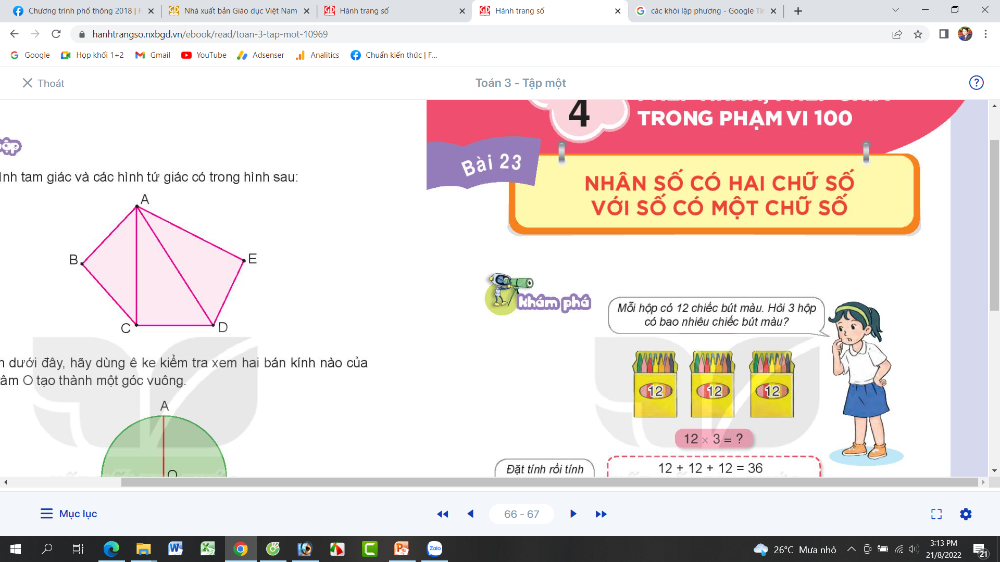 Chương trình phổ thông 2018 | F
Nhà xuất bản Giáo dục Việt Nam
Hành trang số
Hành trang số
các khói lập phương - Google Tìr
hanhtrangso.nxbgd.vn/ebook/read/toan-3-tap-mot-10969
Google
Họp khối 1+2
Gmail
YouTube
Adsenser
Analitics
Chuẩn kiến thức | F...
Thoát
Toán 3 - Tập một
?
ình tam giác và các hình tứ giác có trong hình sau:
A
B
E
C
D
dưới đây, hãy dùng ê ke kiểm tra xem hai bán kính nào của
tâm O tạo thành một góc vuông.
A
O
4
TRONG PHẠM VI 100
Bài 23
NHÂN SỐ CÓ HAI CHỮ SỐ
VỚI SỐ CÓ MỘT CHỮ SỐ
Khám phá
Mỗi hộp có 12 chiếc bút màu. Hỏi 3 hộp
có bao nhiêu chiếc bút màu?
12
12
12
12 × 3 = ?
Đặt tính rồi tính
12 + 12 + 12 = 36
Mục lục
66 - 67
Zalo
26°C Mưa nhỏ
3:13 PM
21/8/2022
21